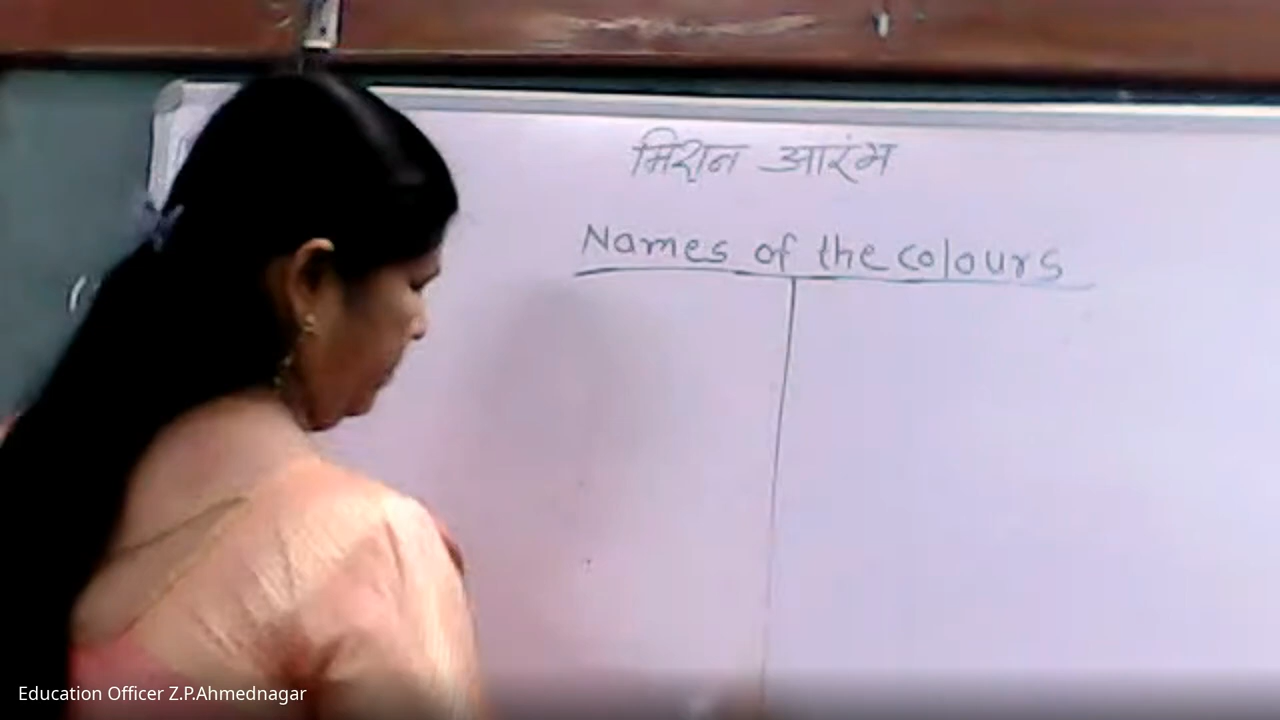 मिशन आरंभ
Names of the colours
Education Officer Z.P.Ahmednagar